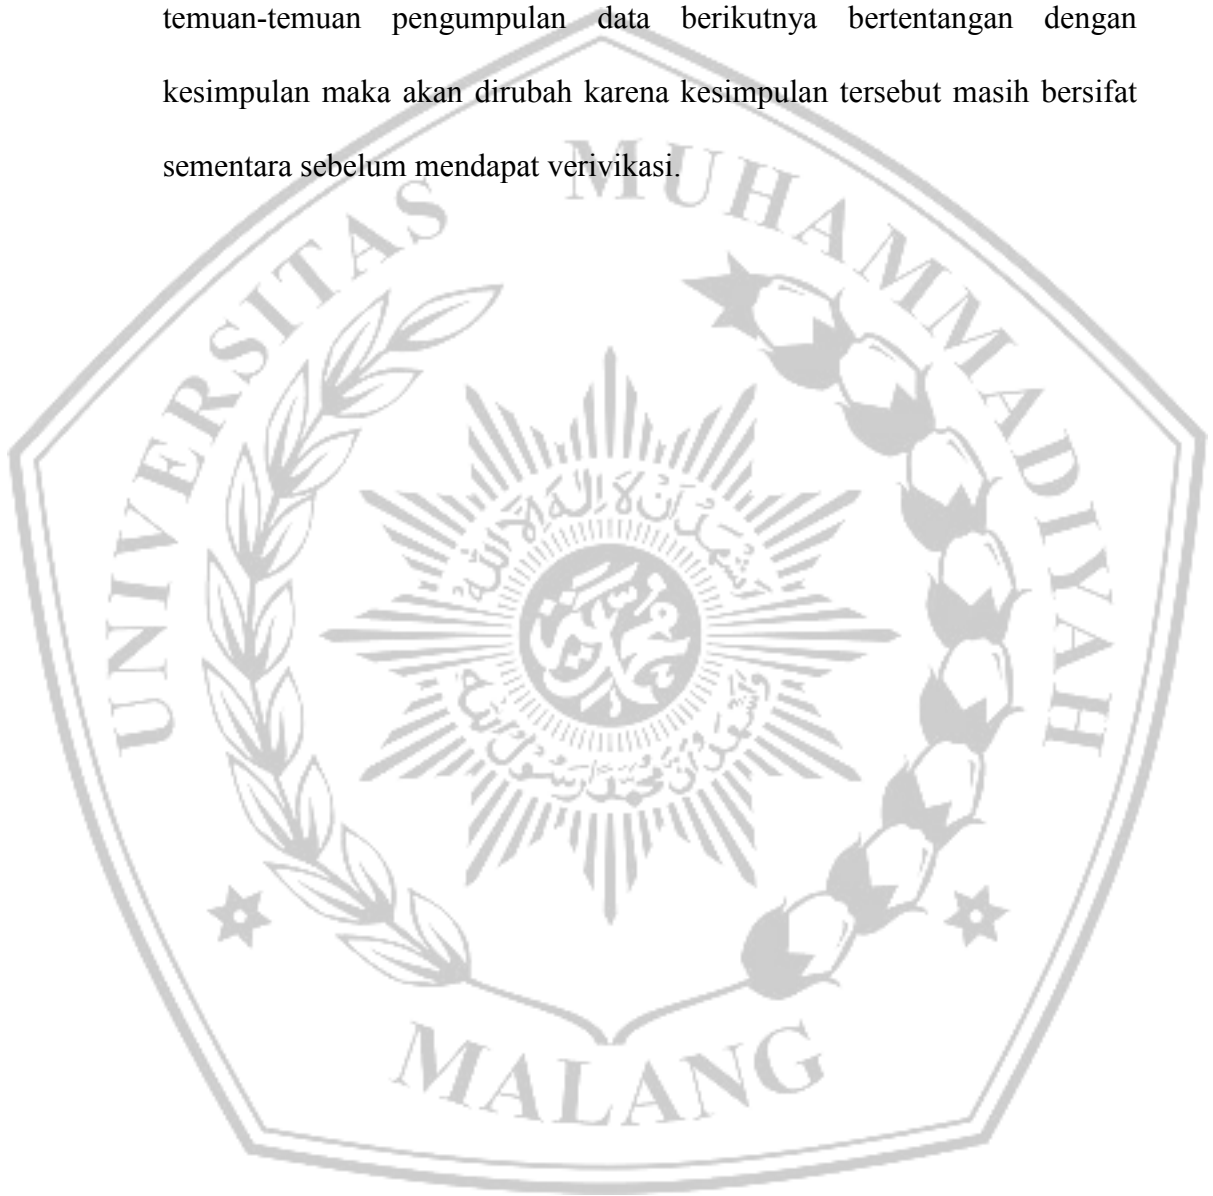 temuan-temuan pengumpulan data berikutnya bertentangan dengan
kesimpulan maka akan dirubah karena kesimpulan tersebut masih bersifat
sementara sebelum mendapat verivikasi.
UNIVERSITAS MUHAMMADIYAH
MALANG